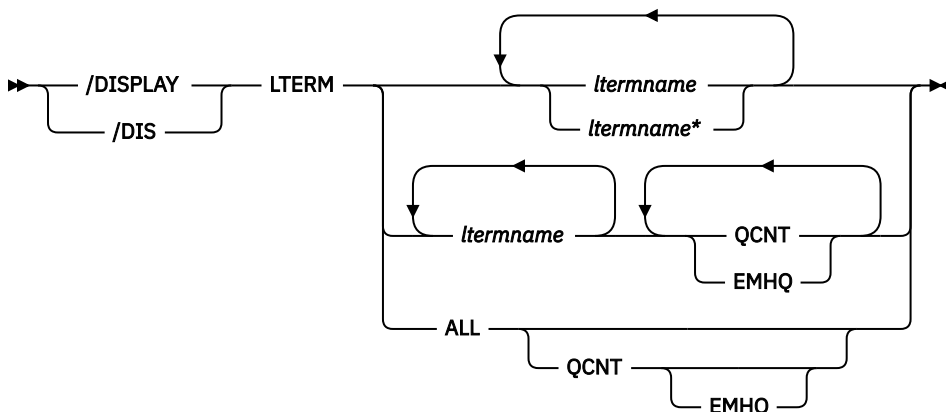 /DISPLAY LTERM ltermname
/DIS ltermname*
ltermname QCNT
EMHQ
ALL
QCNT
EMHQ